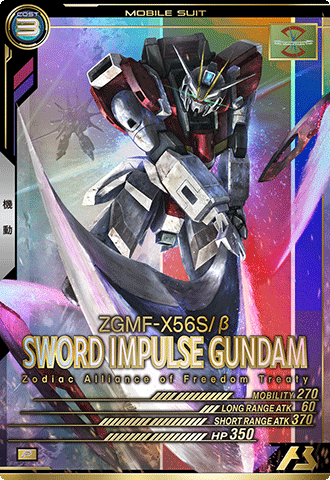 COST
3
MOBILE SUIT
機動
ZGMF-X56S/β
SWORD IMPULSE GUNDAM
Zodiac Alliance of Freedom Treaty
MOBILITY 270
LONG RANGE ATK 60
SHORT RANGE ATK 370
HP 350